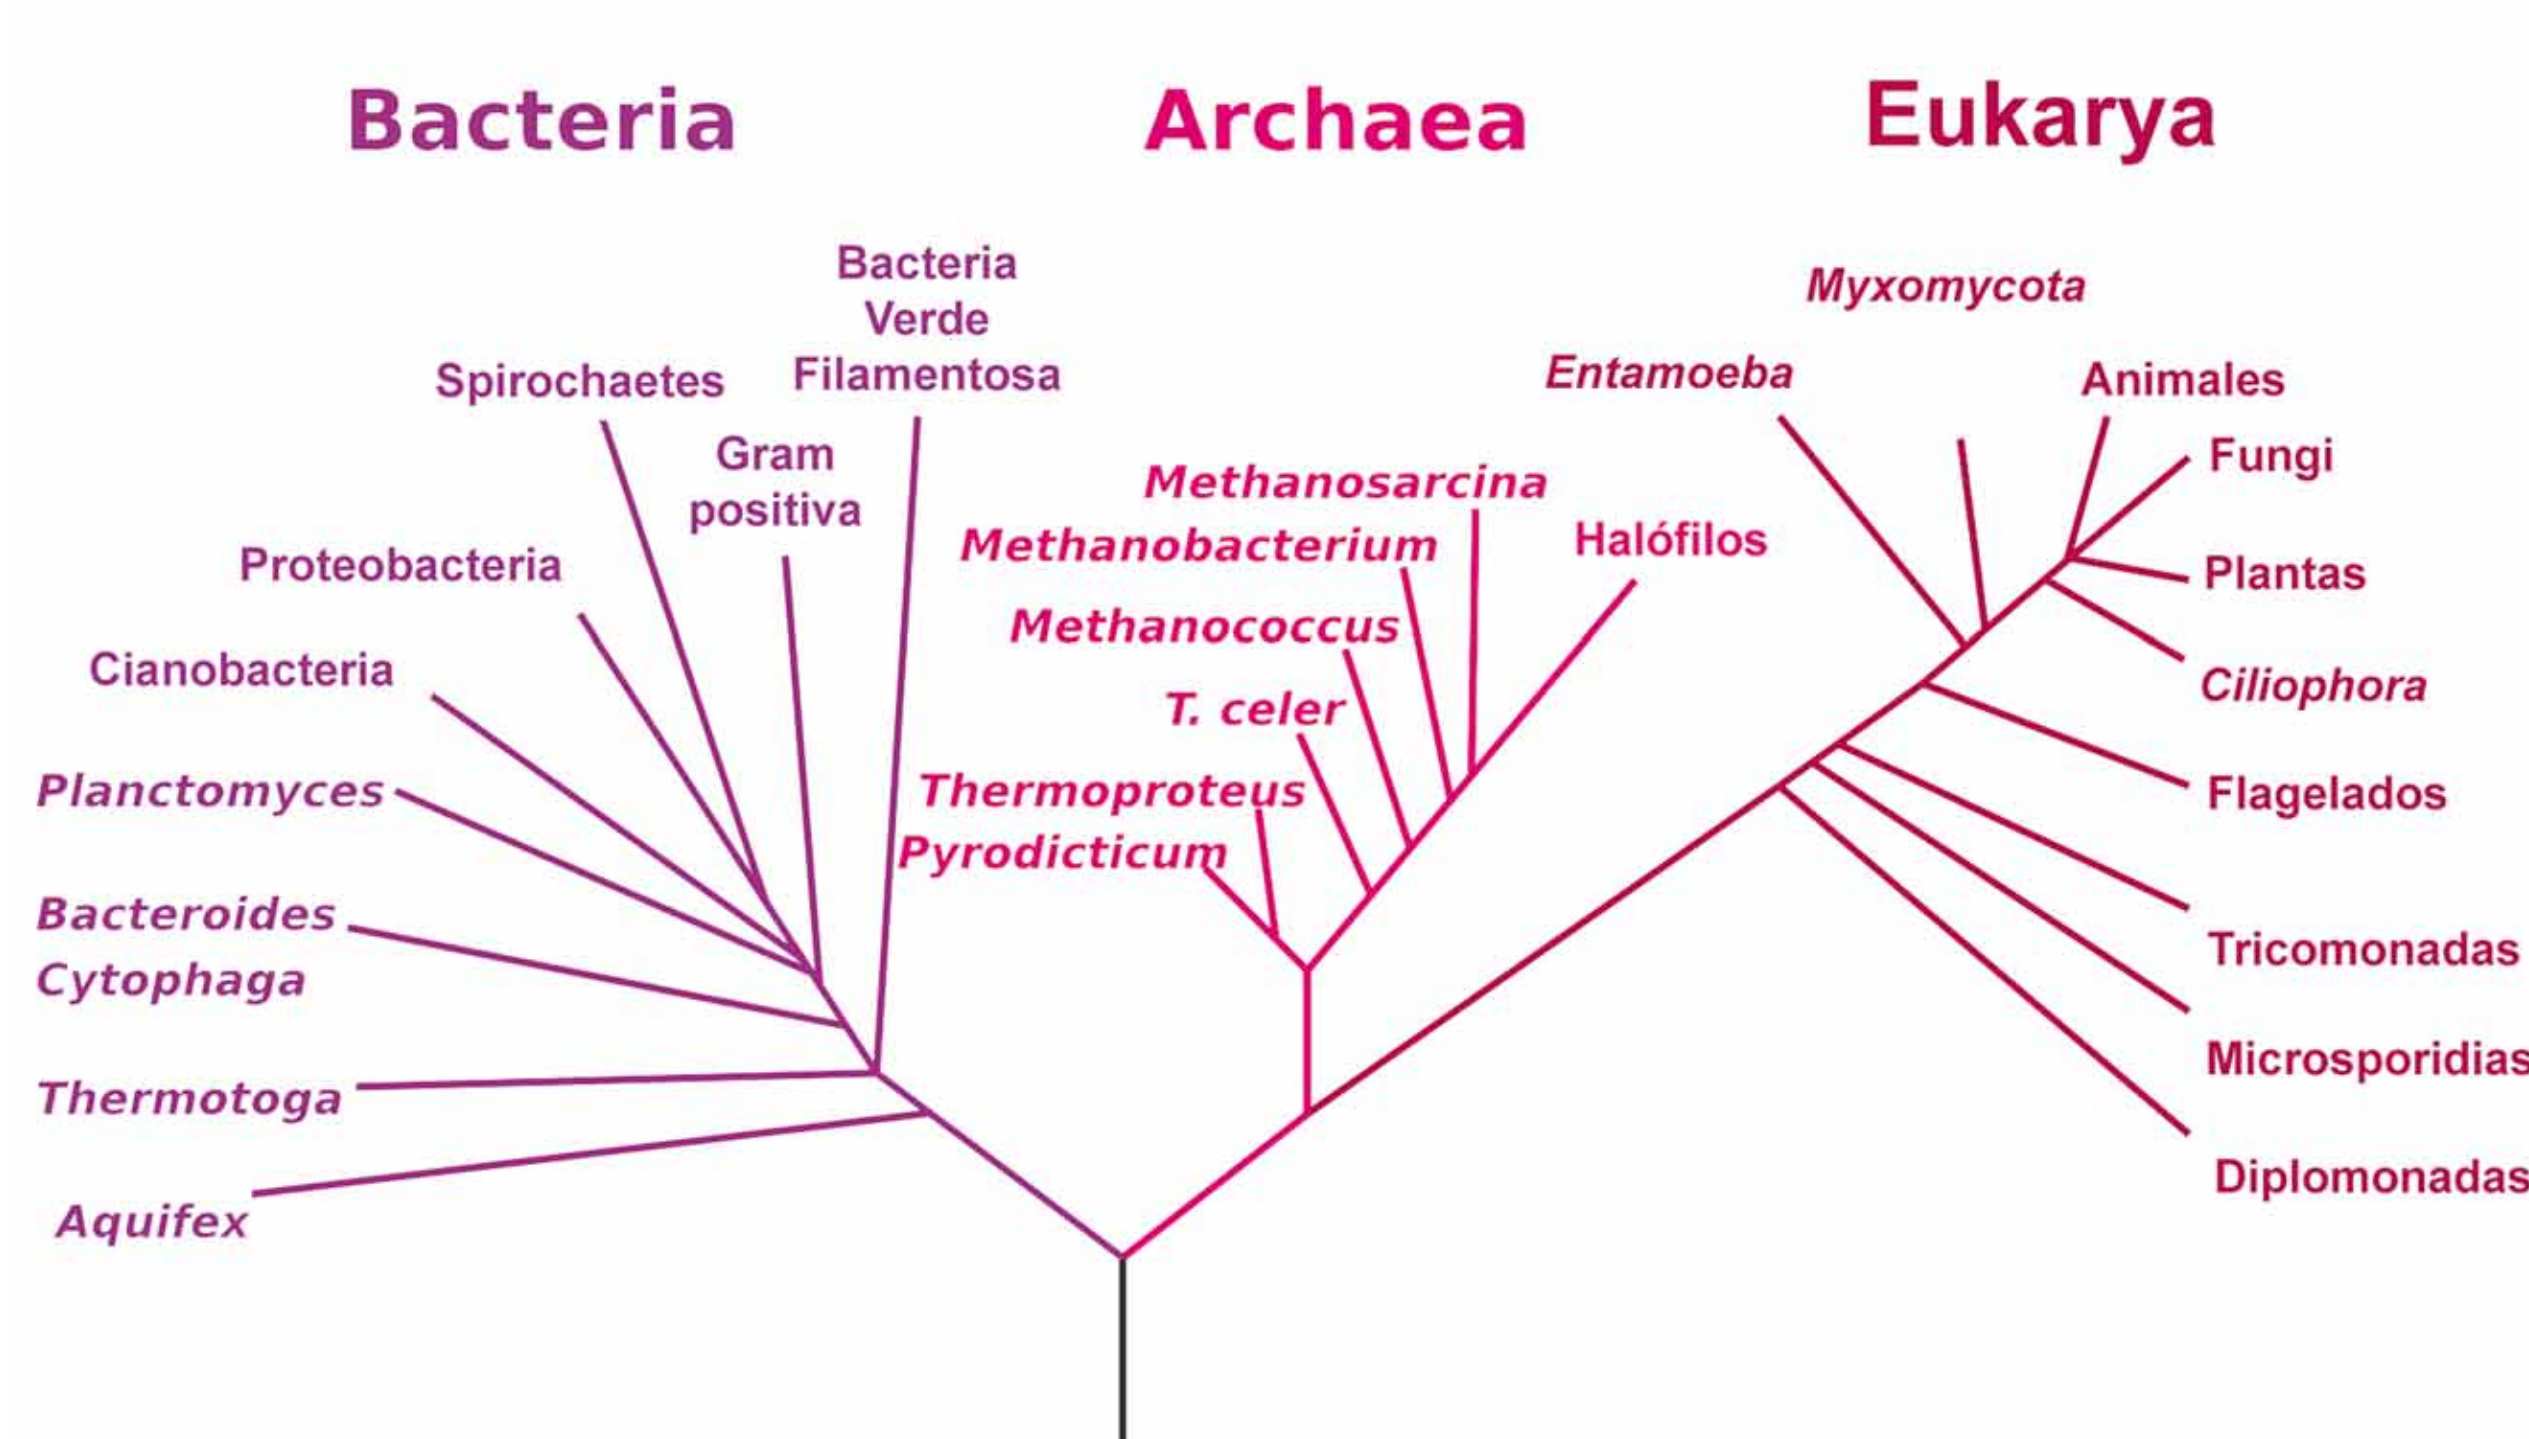 Bacteria
Archaea
Eukarya
Bacteria
Verde
Filamentosa
Spirochaetes
Gram
positiva
Proteobacteria
Cianobacteria
Planctomyces
Bacteroides
Cytophaga
Thermotoga
Aquifex
Methanosarcina
Methanobacterium
Halófilos
Methanococcus
T. celer
Thermoproteus
Pyrodicticum
Myxomycota
Entamoeba
Animales
Fungi
Plantas
Ciliophora
Flagelados
Tricomonadas
Microsporidias
Diplomonadas